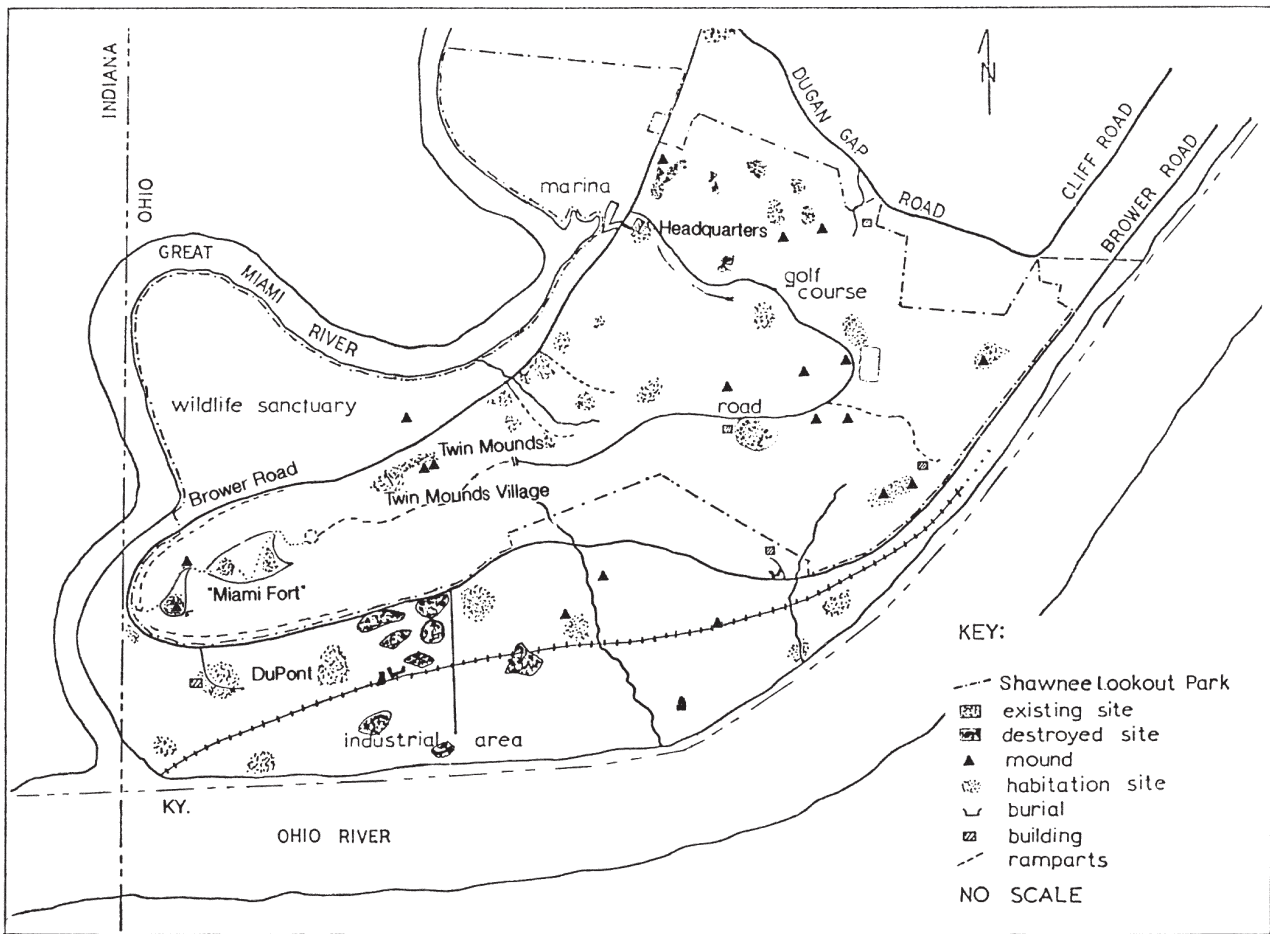 INDIANA
OHIO
N
DUGAN GAP
ROAD
CLIFF ROAD
BROWER ROAD
marina
Headquarters
GREAT
MIAMI
RIVER
golf
course
wildlife sanctuary
road
Twin Mounds
Brower Road
Twin Mounds Village
"Miami Fort"
DuPont
industrial area
KY.
OHIO RIVER
KEY:
Shawnee Lookout Park
existing site
destroyed site
mound
habitation site
burial
building
ramparts
NO SCALE